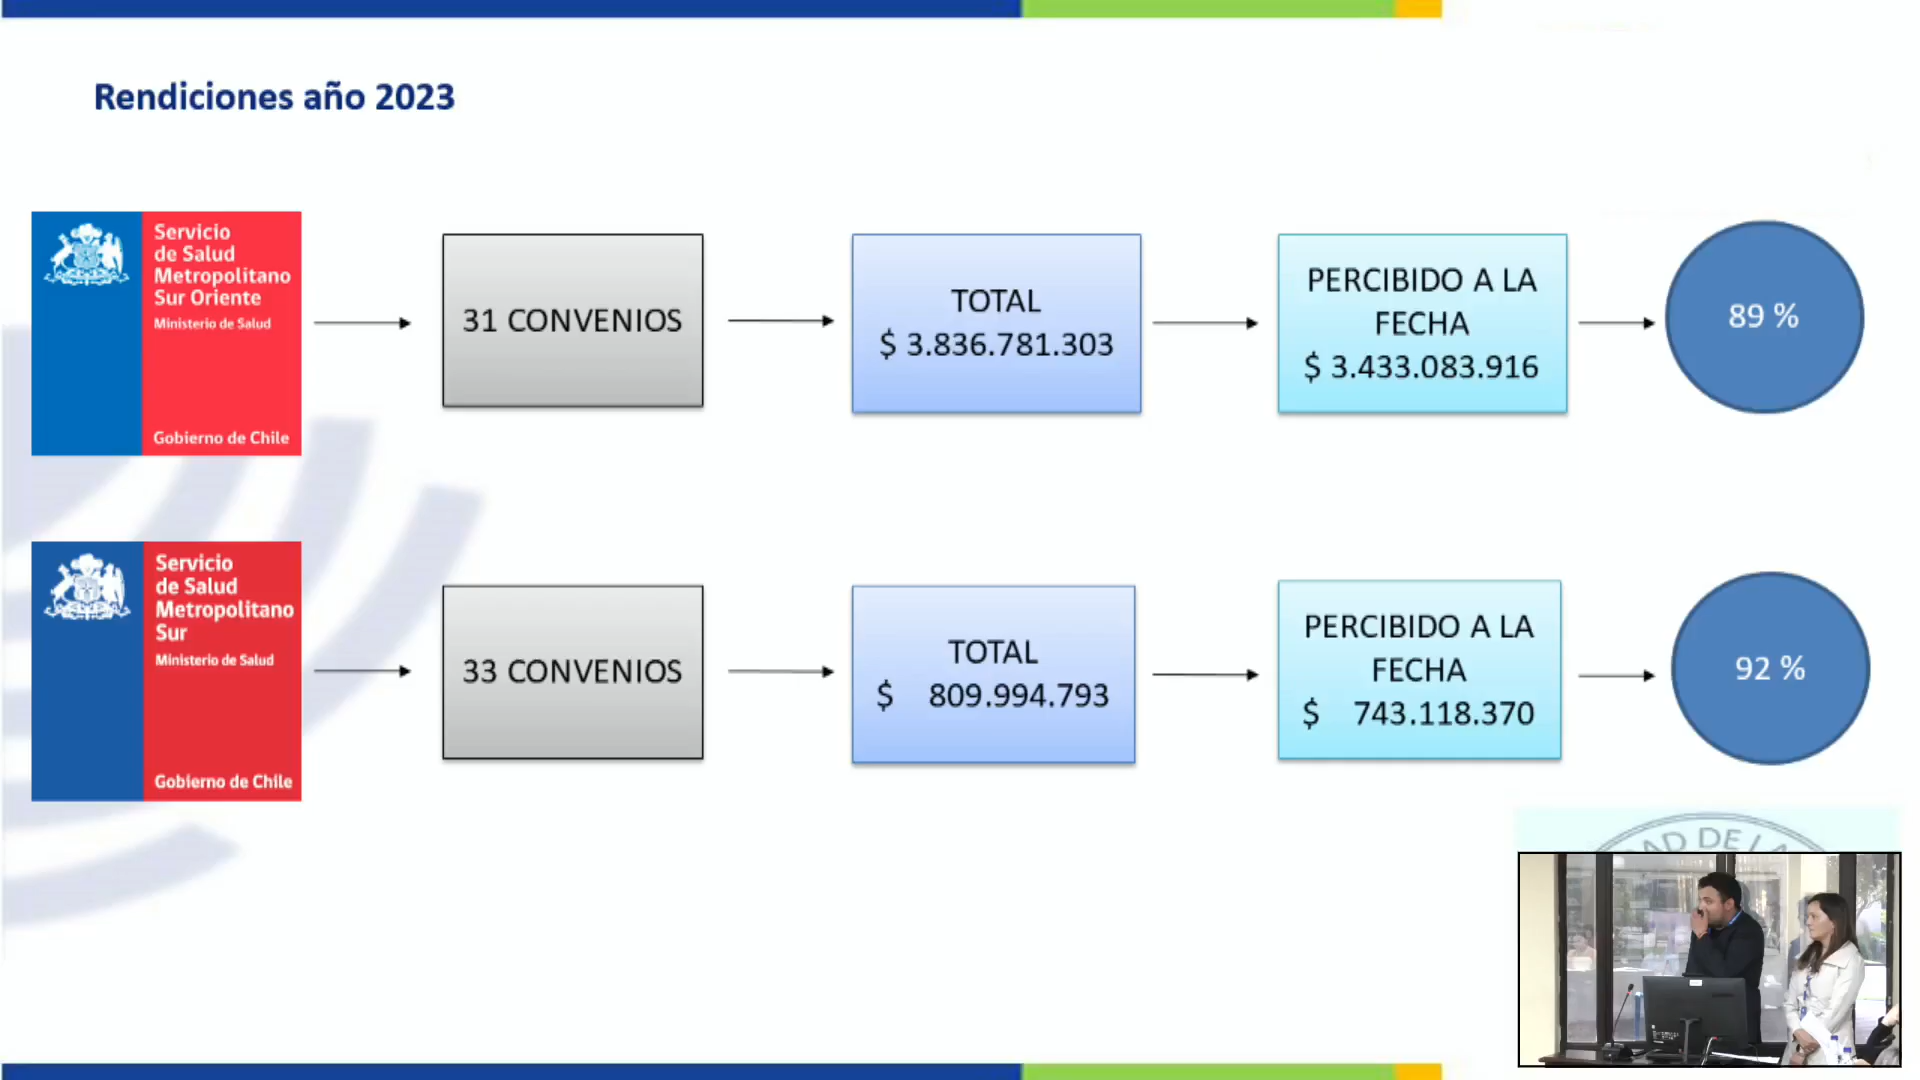 Rendiciones año 2023
Servicio
de Salud
Metropolitano
Sur Oriente
Ministerio de Salud
Gobierno de Chile
31 CONVENIOS
TOTAL
$ 3.836.781.303
PERCIBIDO A LA
FECHA
$ 3.433.083.916
89 %
Servicio
de Salud
Metropolitano
Sur
Ministerio de Salud
Gobierno de Chile
33 CONVENIOS
TOTAL
$ 809.994.793
PERCIBIDO A LA
FECHA
$ 743.118.370
92 %
DE LA